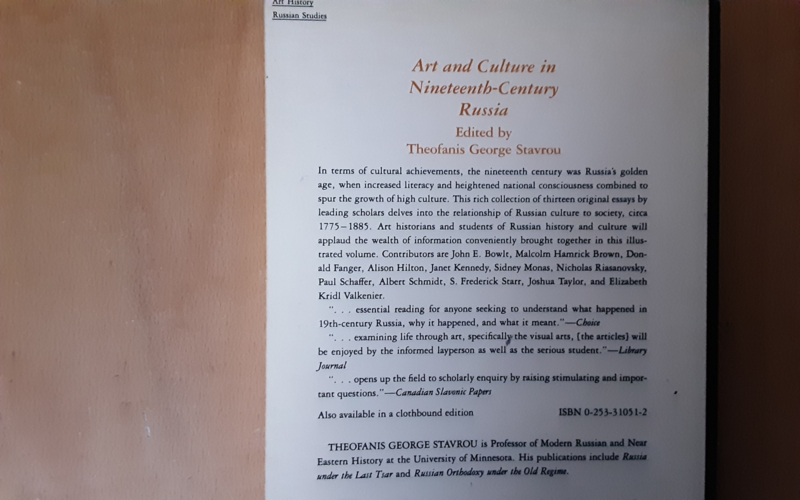 Art History
Russian Studies
Art and Culture in
Nineteenth-Century
Russia
Edited by
Theofanis George Stavrou
In terms of cultural achievements, the nineteenth century was Russia's golden
age, when increased literacy and heightened national consciousness combined to
spur the growth of high culture. This rich collection of thirteen original essays by
leading scholars delves into the relationship of Russian culture to society, circa
1775–1885. Art historians and students of Russian history and culture will
applaud the wealth of information conveniently brought together in this illus-
trated volume. Contributors are John E. Bowlt, Malcolm Hamrick Brown, Don-
ald Fanger, Alison Hilton, Janet Kennedy, Sidney Monas, Nicholas Riasanovsky,
Paul Schaffer, Albert Schmidt, S. Frederick Starr, Joshua Taylor, and Elizabeth
Kridl Valkenier.
". . . essential reading for anyone seeking to understand what happened in
19th-century Russia, why it happened, and what it meant."—Choice
". . . examining life through art, specifically the visual arts, [the articles] will
be enjoyed by the informed layperson as well as the serious student."—Library
Journal
". . . opens up the field to scholarly enquiry by raising stimulating and impor-
tant questions."—Canadian Slavonic Papers
Also available in a clothbound edition ISBN 0-253-31051-2
THEOFANIS GEORGE STAVROU is Professor of Modern Russian and Near
Eastern History at the University of Minnesota. His publications include Russia
under the Last Tsar and Russian Orthodoxy under the Old Regime.